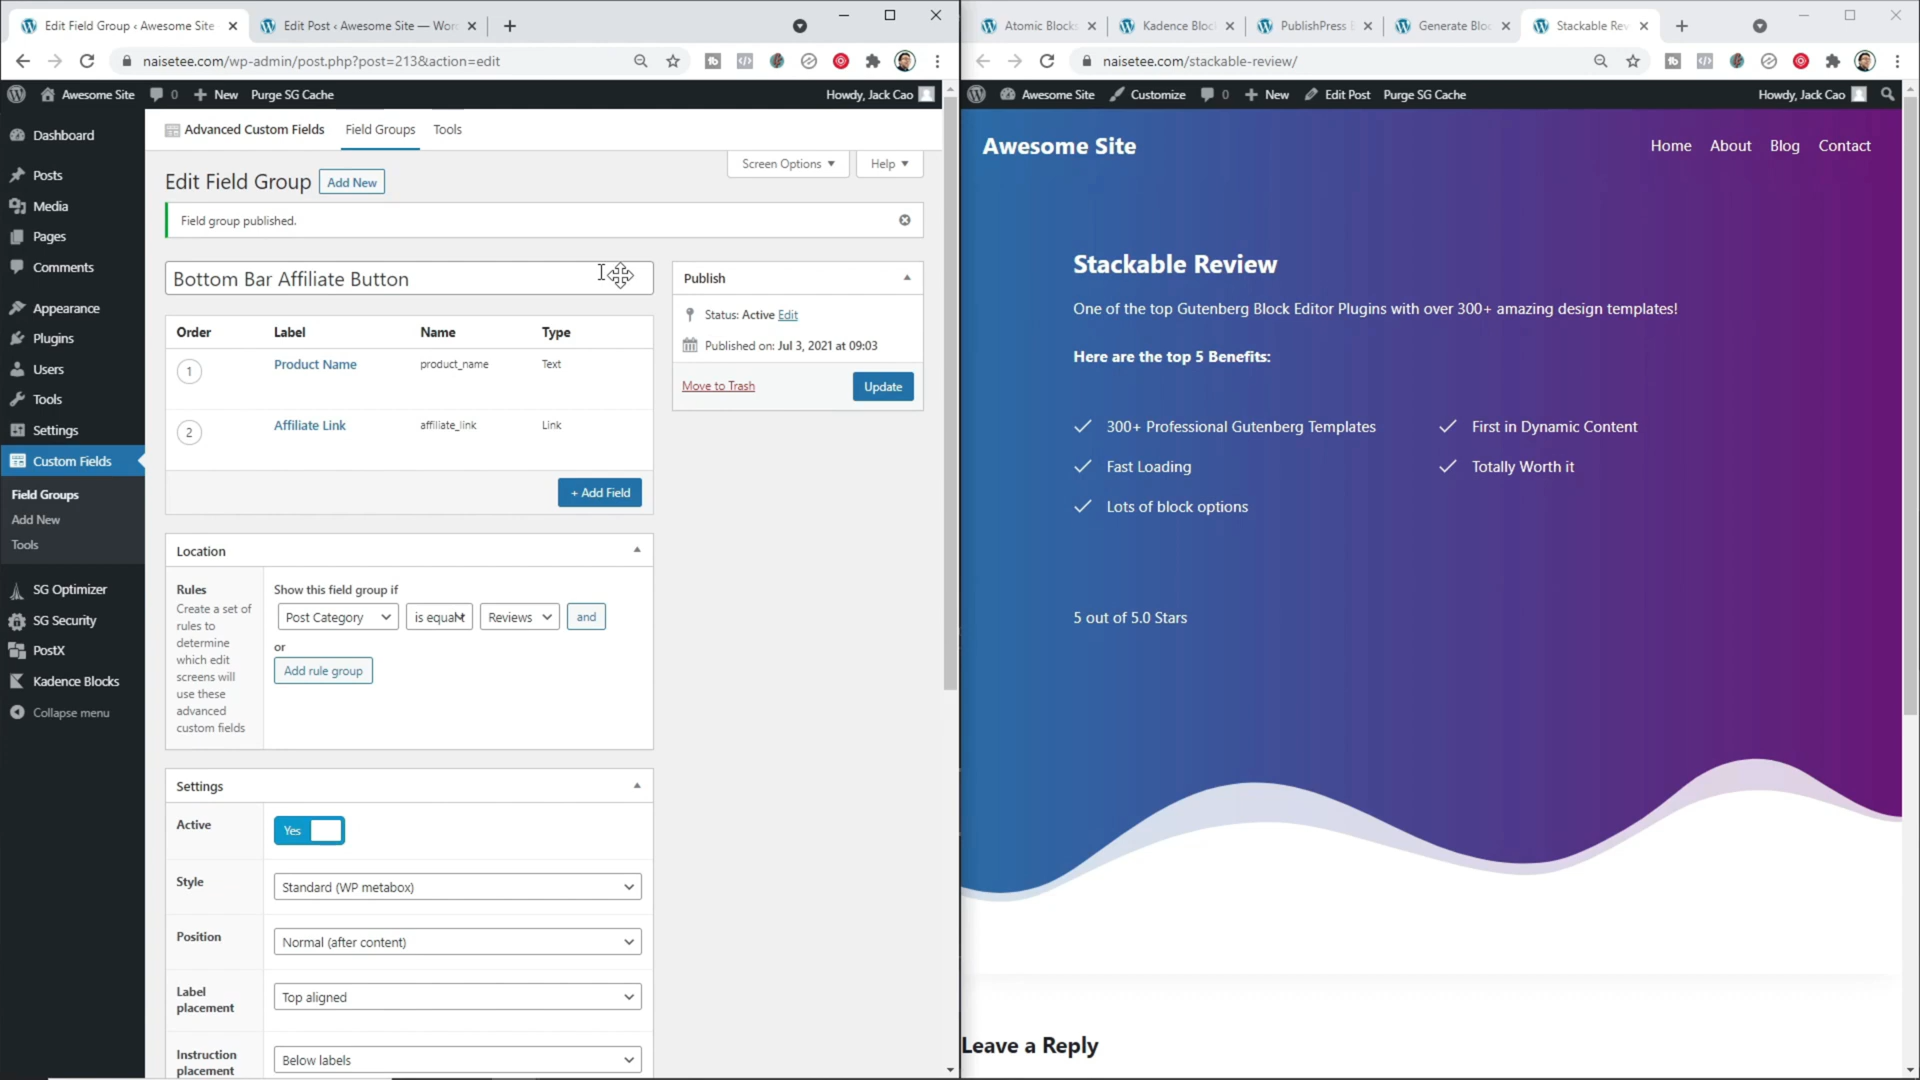 Edit Field Group ‹ Awesome Site
Edit Post ‹ Awesome Site — Wor
naisetee.com/wp-admin/post.php?post=213&action=edit
Awesome Site 0 New Purge SG Cache Howdy, Jack Cao
Dashboard
Posts
Media
Pages
Comments
Appearance
Plugins
Users
Tools
Settings
Custom Fields
Field Groups
Add New
Tools
SG Optimizer
SG Security
PostX
Kadence Blocks
Collapse menu
Advanced Custom Fields Field Groups Tools
Screen Options Help
Edit Field Group Add New
Field group published.
Bottom Bar Affiliate Button
Order Label Name Type
1 Product Name product_name Text
2 Affiliate Link affiliate_link Link
+ Add Field
Publish
Status: Active Edit
Published on: Jul 3, 2021 at 09:03
Move to Trash Update
Location
Rules
Create a set of
rules to
determine
which edit
screens will
use these
advanced
custom fields
Show this field group if
Post Category is equal Reviews and
or
Add rule group
Settings
Active Yes
Style Standard (WP metabox)
Position Normal (after content)
Label
placement
Top aligned
Instruction
placement
Below labels
Atomic Blocks
Kadence Bloc
PublishPress
Generate Blo
Stackable Rev
naisetee.com/stackable-review/
Awesome Site Customize 0 New Edit Post Purge SG Cache Howdy, Jack Cao
Awesome Site Home About Blog Contact
Stackable Review
One of the top Gutenberg Block Editor Plugins with over 300+ amazing design templates!
Here are the top 5 Benefits:
300+ Professional Gutenberg Templates
Fast Loading
Lots of block options
First in Dynamic Content
Totally Worth it
5 out of 5.0 Stars
Leave a Reply